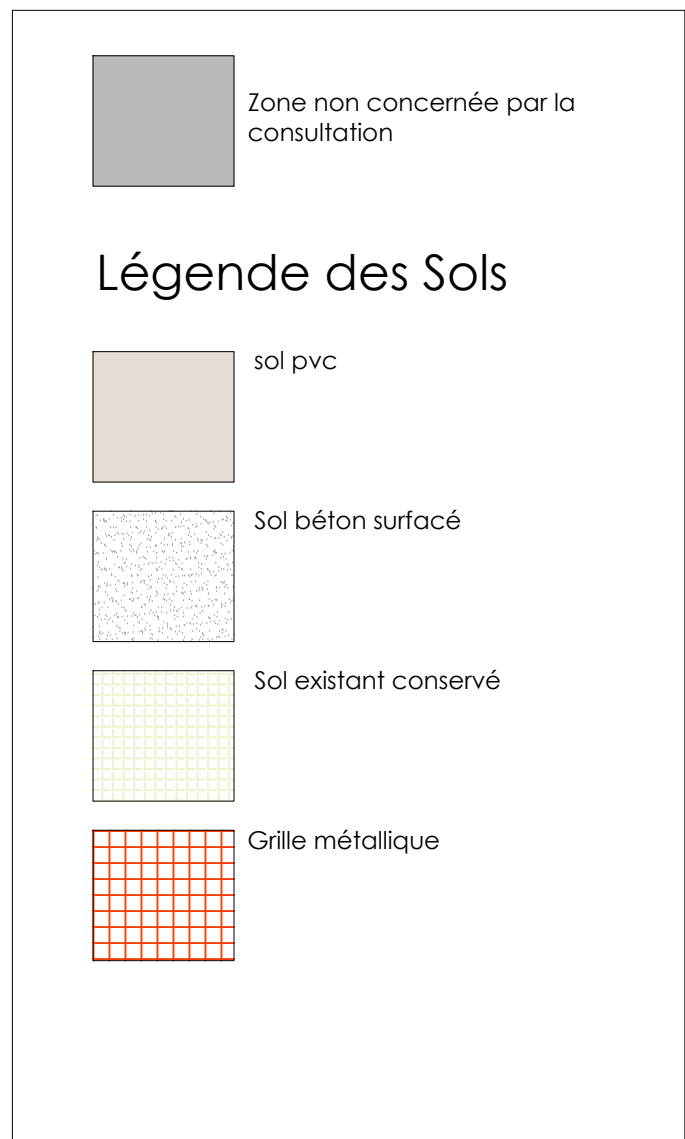 Zone non concernée par la
consultation
Légende des Sols
sol pvc
Sol béton surfacé
Sol existant conservé
Grille métallique